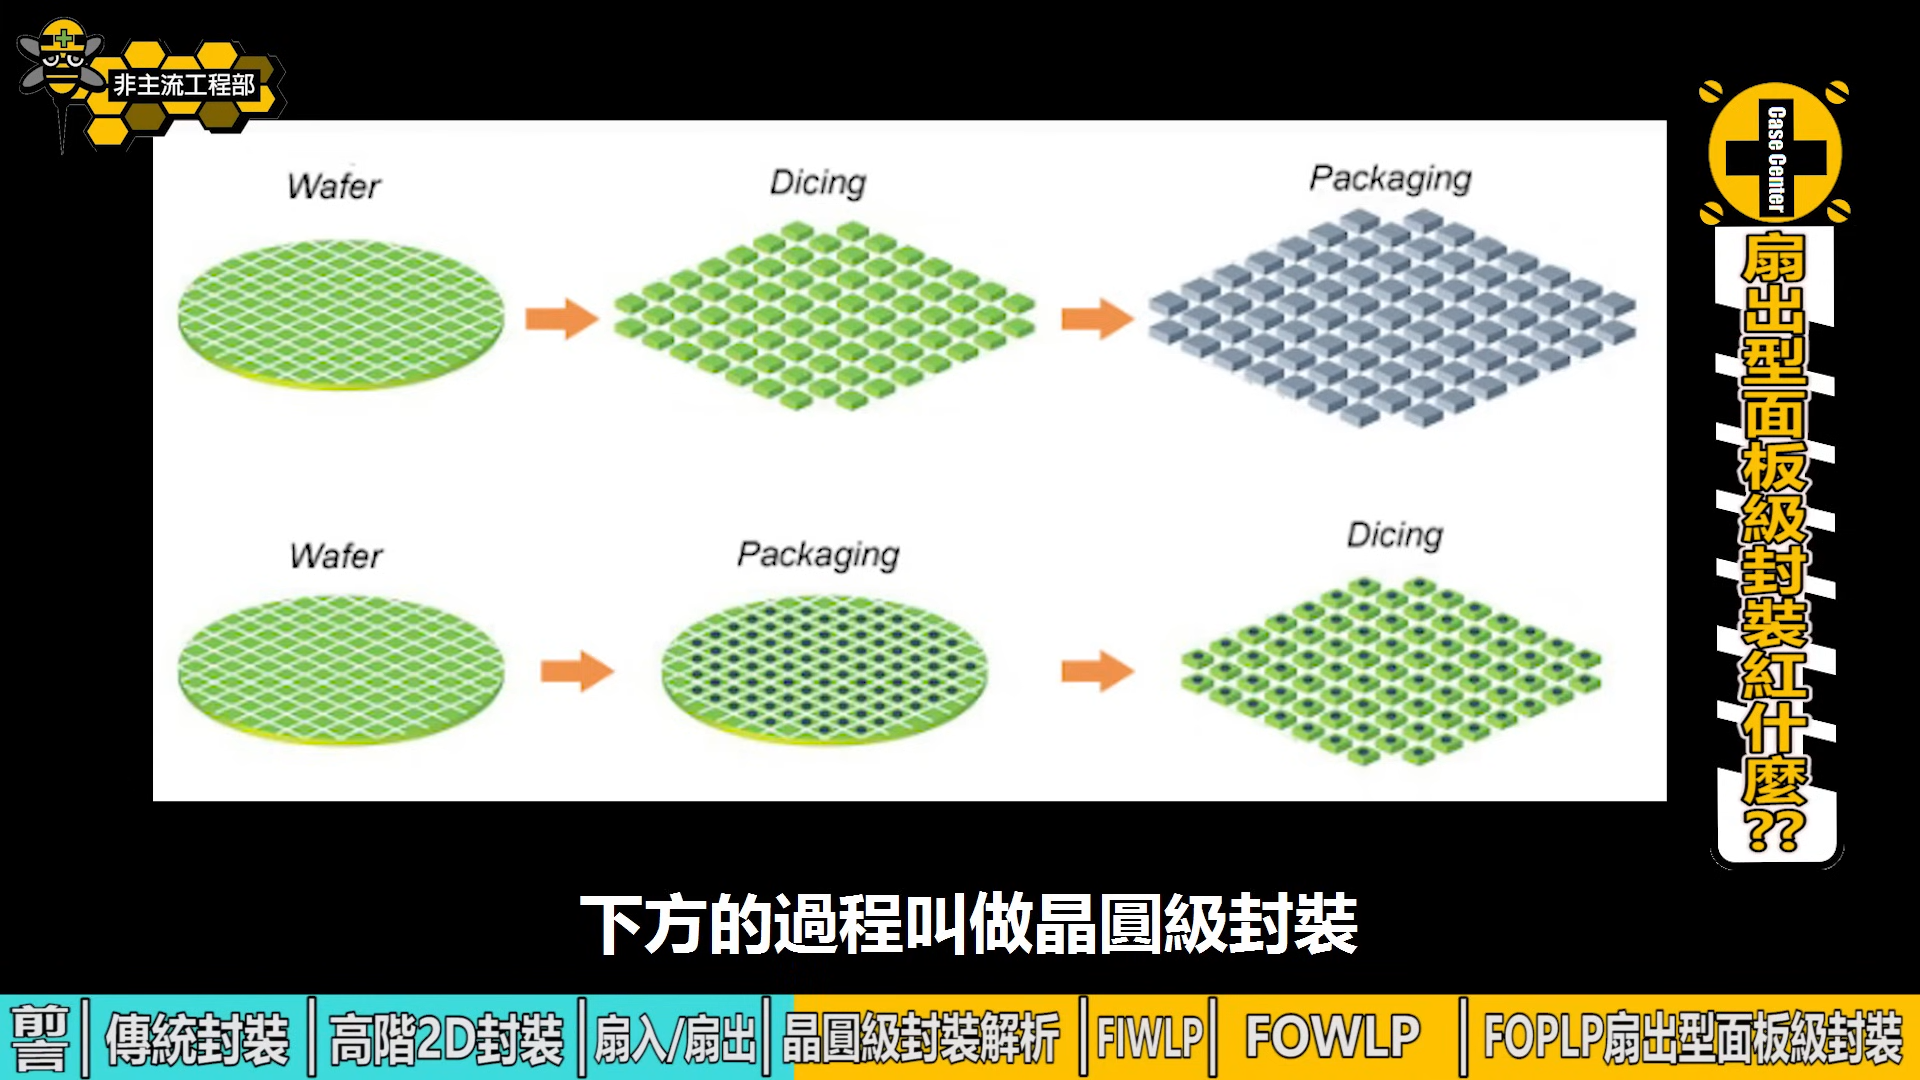 非主流工程部
Case Center
扇出型面板級封裝紅什麼??
Wafer
Dicing
Packaging
Wafer
Packaging
Dicing
下方的過程叫做晶圓級封裝
前言
傳統封裝
高階2D封裝
扇入/扇出
晶圓級封裝解析
FIWLP
FOWLP
FOPLP扇出型面板級封裝